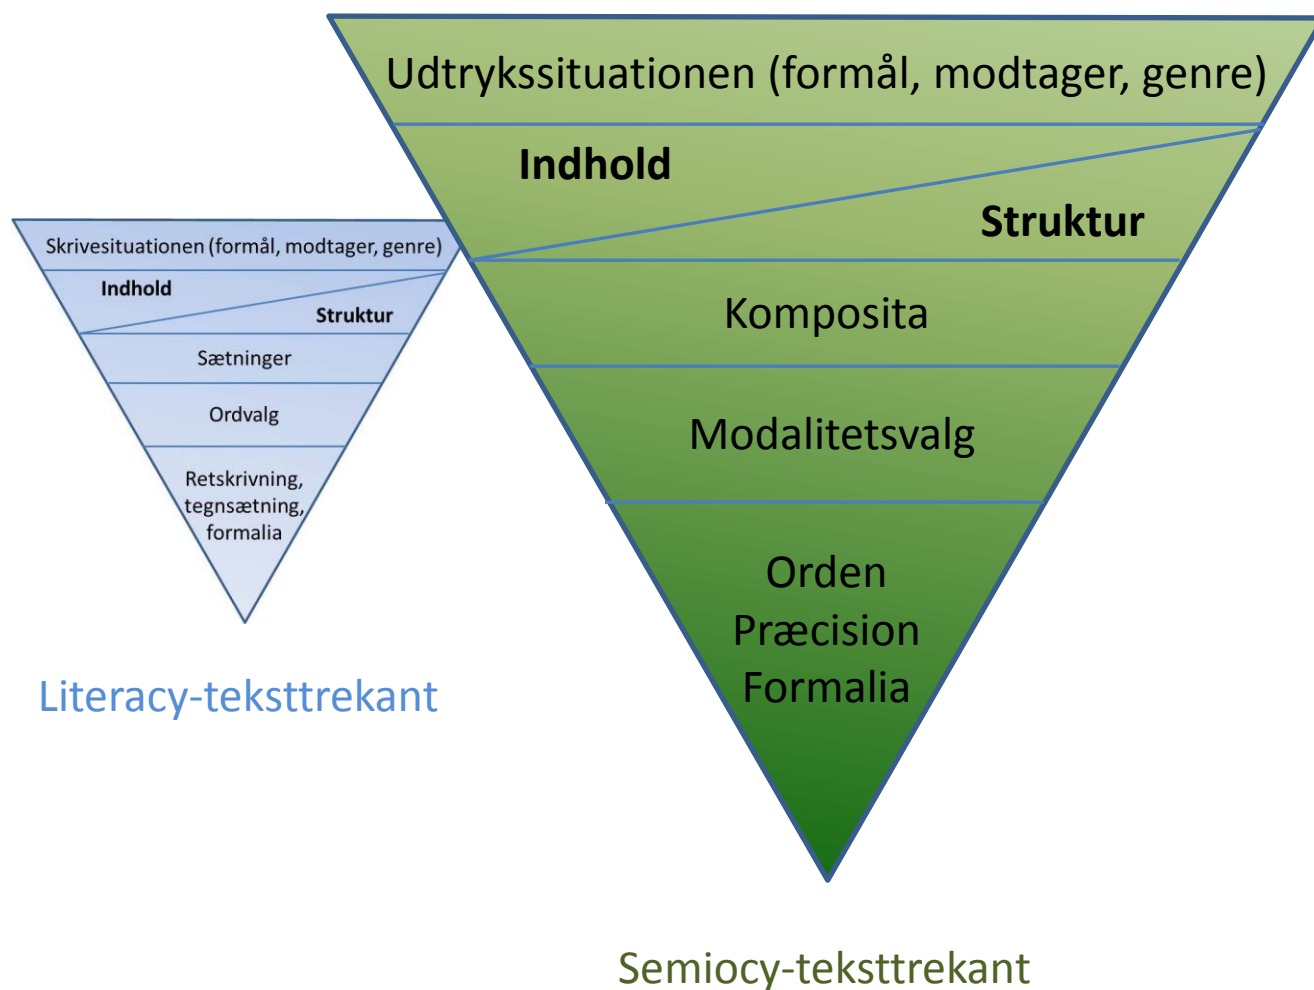 Skrivesituationen (formål, modtager, genre)
Indhold
Struktur
Sætninger
Ordvalg
Retskrivning,
tegnsætning,
formalia
Literacy-teksttrekant
Udtrykssituationen (formål, modtager, genre)
Indhold
Struktur
Komposita
Modalitetsvalg
Orden
Præcision
Formalia
Semiocy-teksttrekant